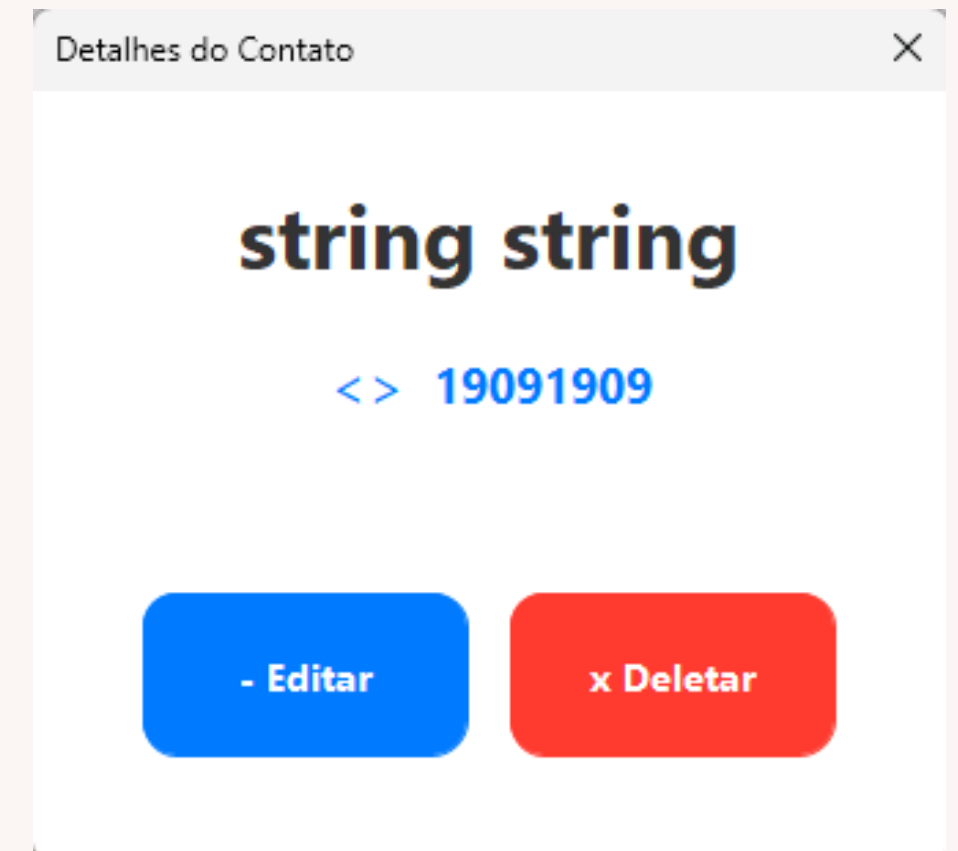 Detalhes do Contato
string string
<> 19091909
- Editar
x Deletar